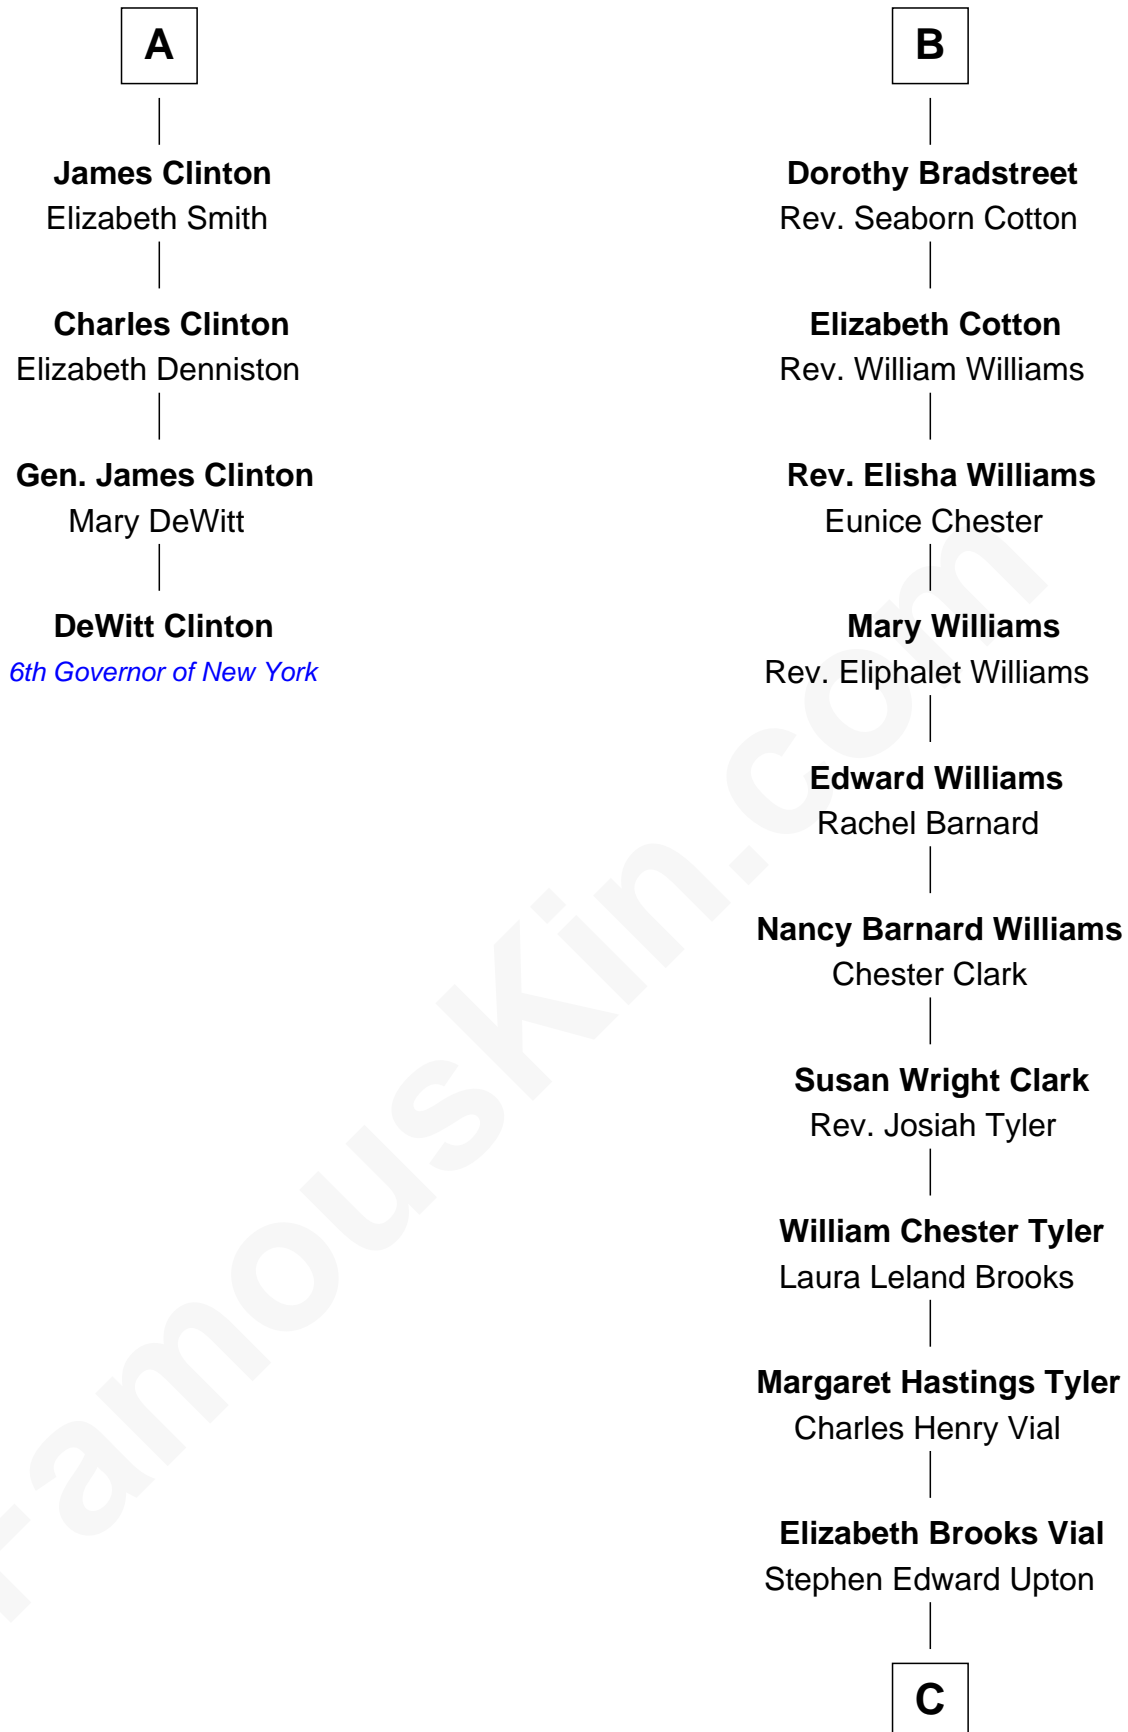 A
James Clinton
Elizabeth Smith
Charles Clinton
Elizabeth Denniston
Gen. James Clinton
Mary DeWitt
DeWitt Clinton
6th Governor of New York
B
Dorothy Bradstreet
Rev. Seaborn Cotton
Elizabeth Cotton
Rev. William Williams
Rev. Elisha Williams
Eunice Chester
Mary Williams
Rev. Eliphalet Williams
Edward Williams
Rachel Barnard
Nancy Barnard Williams
Chester Clark
Susan Wright Clark
Rev. Josiah Tyler
William Chester Tyler
Laura Leland Brooks
Margaret Hastings Tyler
Charles Henry Vial
Elizabeth Brooks Vial
Stephen Edward Upton
C
FamousKin.com